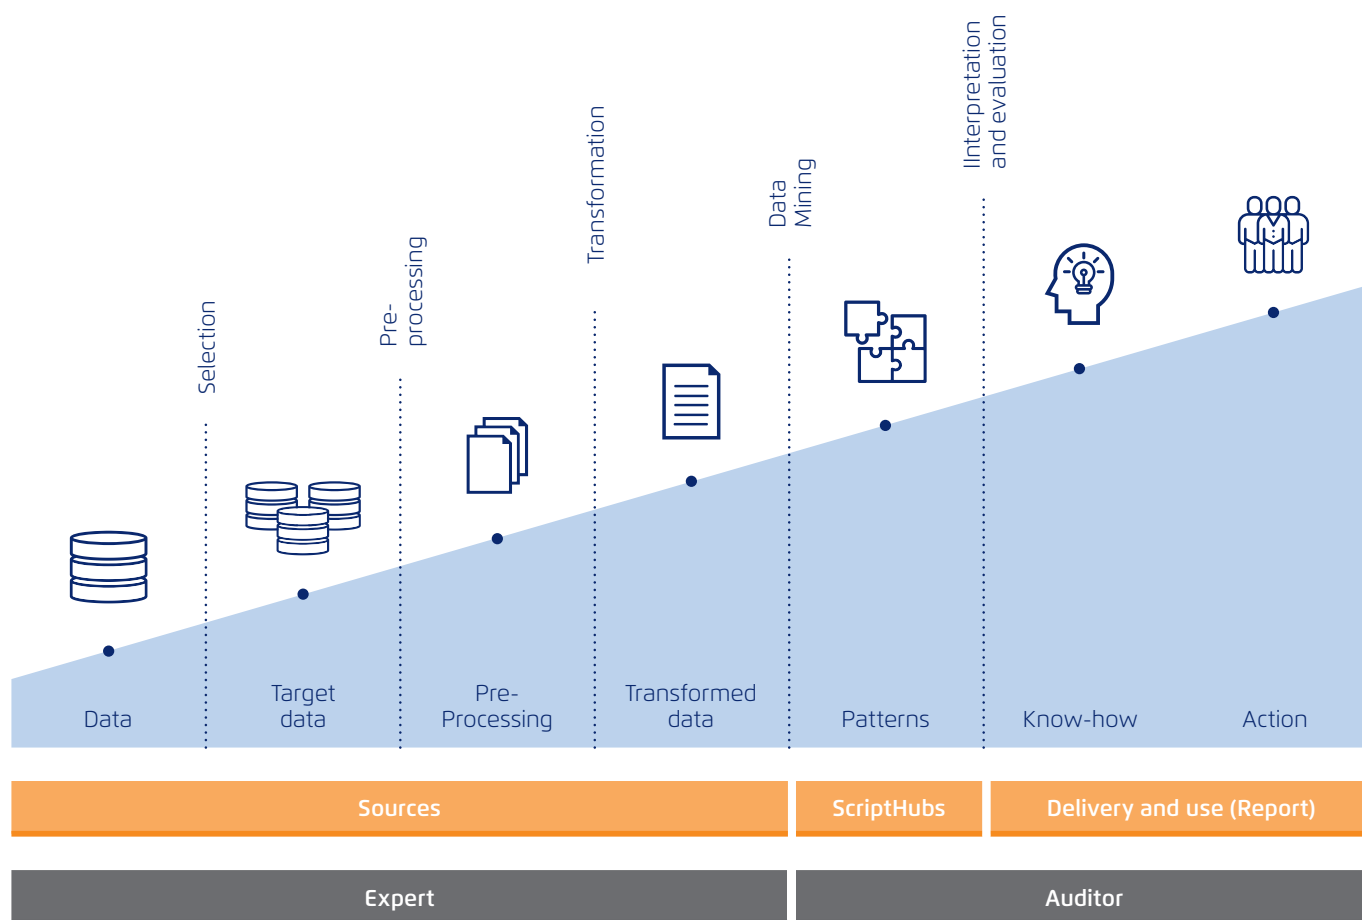 Selection
Pre-
processing
Transformation
Data
Mining
IInterpretation
and evaluation
Data
Target
data
Pre-
Processing
Transformed
data
Patterns
Know-how
Action
Sources
ScriptHubs
Delivery and use (Report)
Expert
Auditor